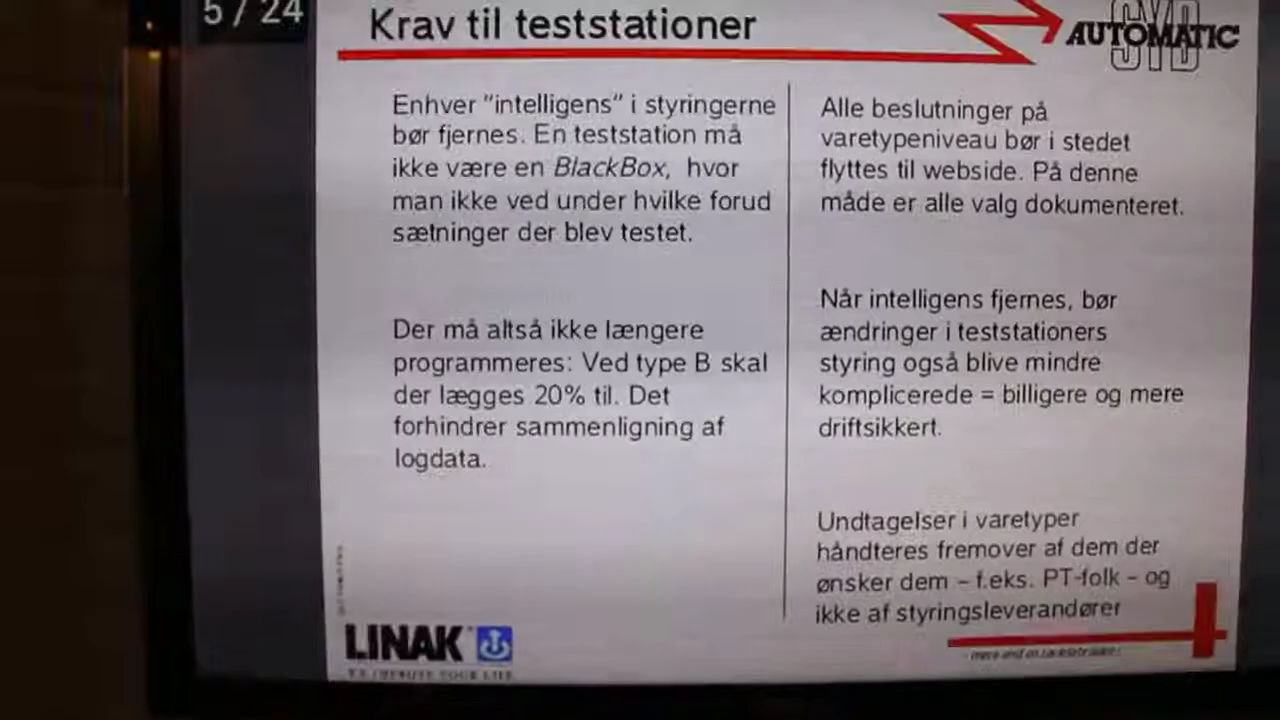 5 / 24
Krav til teststationer
SYD
AUTOMATIC
Enhver "intelligens" i styringerne
bør fjernes. En teststation må
ikke være en BlackBox, hvor
man ikke ved under hvilke forud
sætninger der blev testet.
Der må altså ikke længere
programmeres: Ved type B skal
der lægges 20% til. Det
forhindrer sammenligning af
logdata.
Alle beslutninger på
varetypeniveau bør i stedet
flyttes til webside. På denne
måde er alle valg dokumenteret.
Når intelligens fjernes, bør
ændringer i teststationers
styring også blive mindre
komplicerede = billigere og mere
driftsikkert.
Undtagelser i varetyper
håndteres fremover af dem der
ønsker dem – f.eks. PT-folk – og
ikke af styringsleverandører
LINAK
WE IMPROVE YOUR LIFE